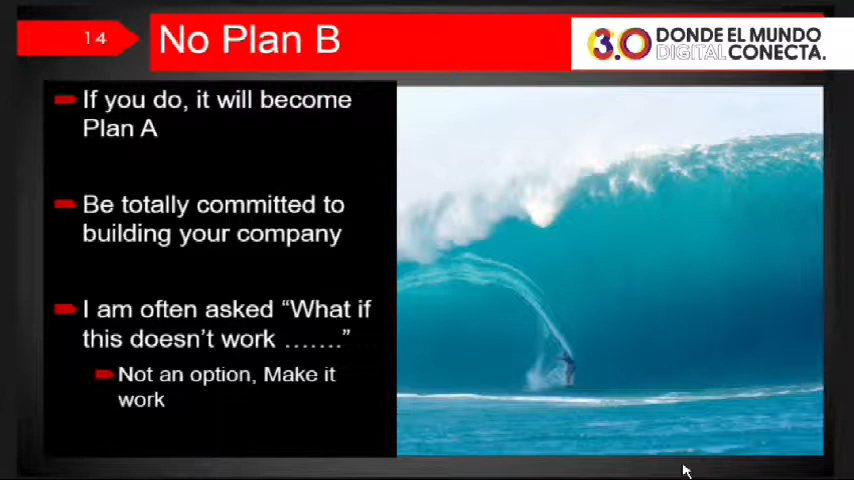 14
No Plan B
3.0 DONDE EL MUNDO
DIGITAL CONECTA.
If you do, it will become
Plan A
Be totally committed to
building your company
I am often asked “What if
this doesn’t work …….”
Not an option, Make it
work